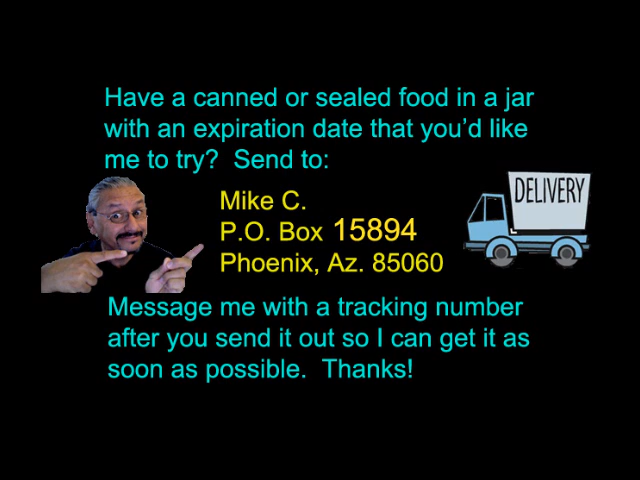 Have a canned or sealed food in a jar
with an expiration date that you'd like
me to try?  Send to:
DELIVERY
Mike C.
P.O. Box 15894
Phoenix, Az. 85060
Message me with a tracking number
after you send it out so I can get it as
soon as possible.  Thanks!